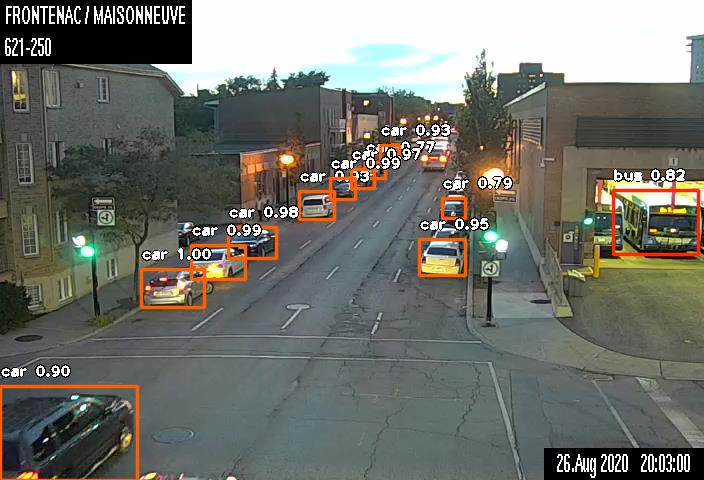 FRONTENAC / MAISONNEUVE
621-250
car 0.93
0.77
0.97
car 0.99
car 0.93
car 0.79
bus 0.82
car 0.98
car 0.99
car 0.95
car 1.00
car 0.90
26.Aug 2020 20:03:00